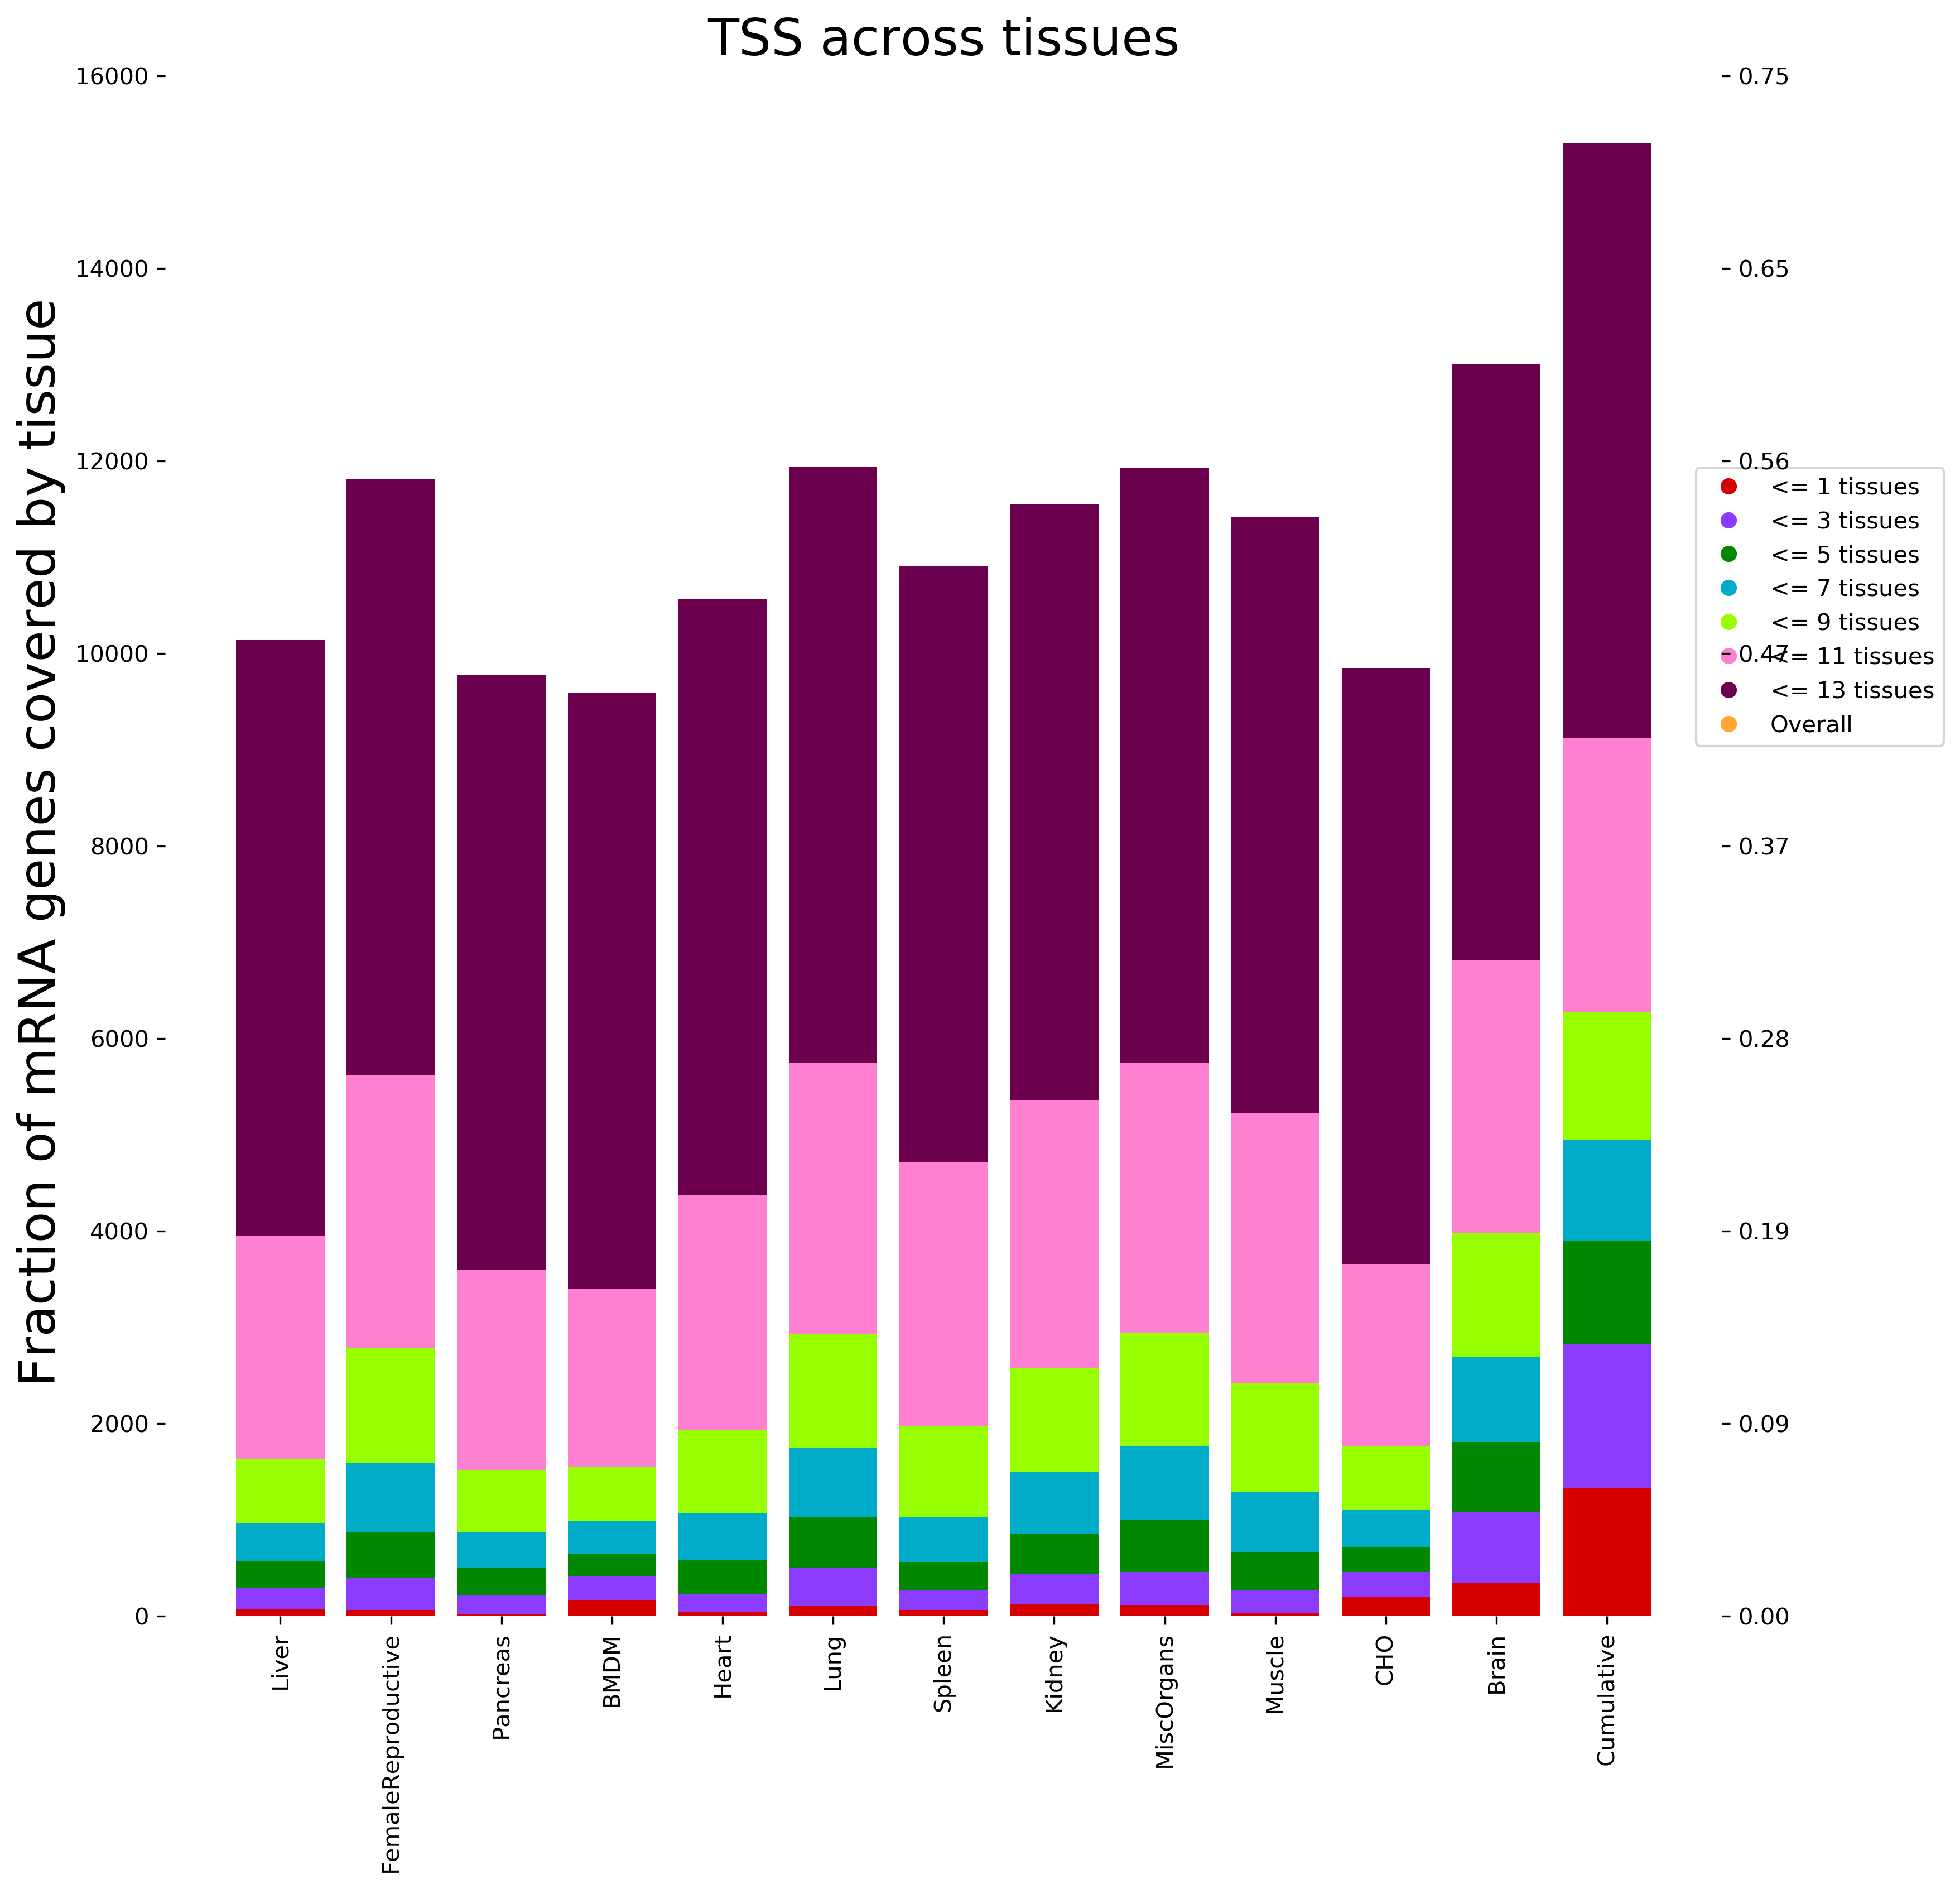 TSS across tissues
Fraction of mRNA genes covered by tissue
16000
14000
12000
10000
8000
6000
4000
2000
0
0.75
0.65
0.56
0.47
0.37
0.28
0.19
0.09
0.00
<= 1 tissues
<= 3 tissues
<= 5 tissues
<= 7 tissues
<= 9 tissues
<= 11 tissues
<= 13 tissues
Overall
Liver
FemaleReproductive
Pancreas
BMDM
Heart
Lung
Spleen
Kidney
MiscOrgans
Muscle
CHO
Brain
Cumulative